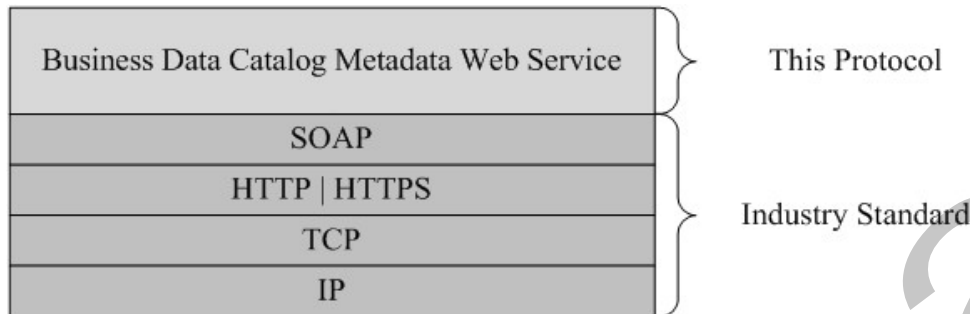 Business Data Catalog Metadata Web Service
This Protocol
SOAP
HTTP | HTTPS
Industry Standard
TCP
IP